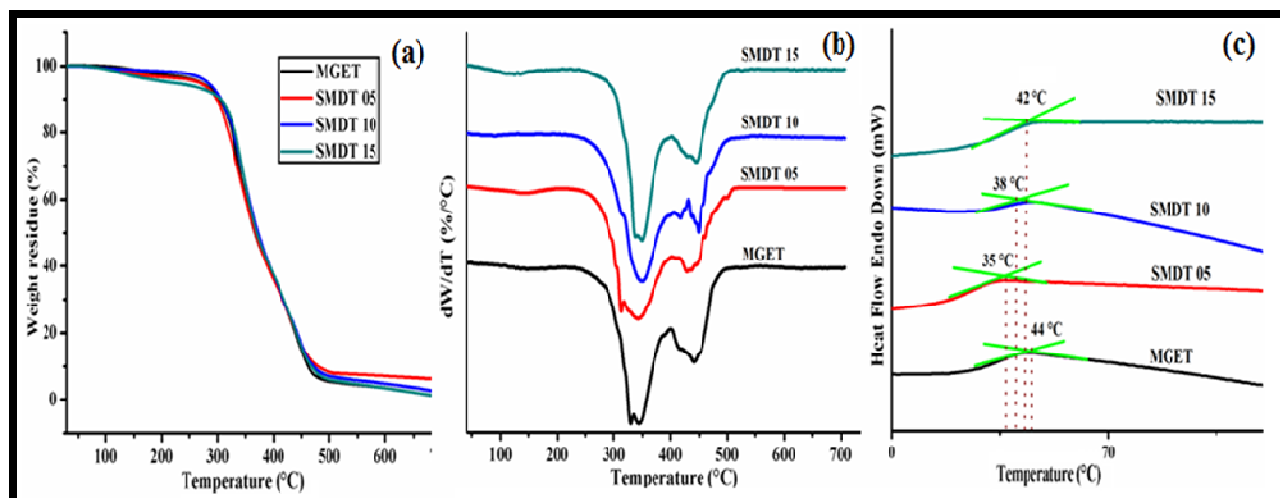 (a)
MGET
SMDT 05
SMDT 10
SMDT 15
Weight residue (%)
100
80
60
40
20
0
100 200 300 400 500 600
Temperature (°C)
(b)
SMDT 15
SMDT 10
SMDT 05
MGET
dW/dT (%/°C)
100 200 300 400 500 600 700
Temperature (°C)
(c)
42 °C
SMDT 15
38 °C
SMDT 10
35 °C
SMDT 05
44 °C
MGET
Heat Flow Endo Down (mW)
0 70
Temperature (°C)